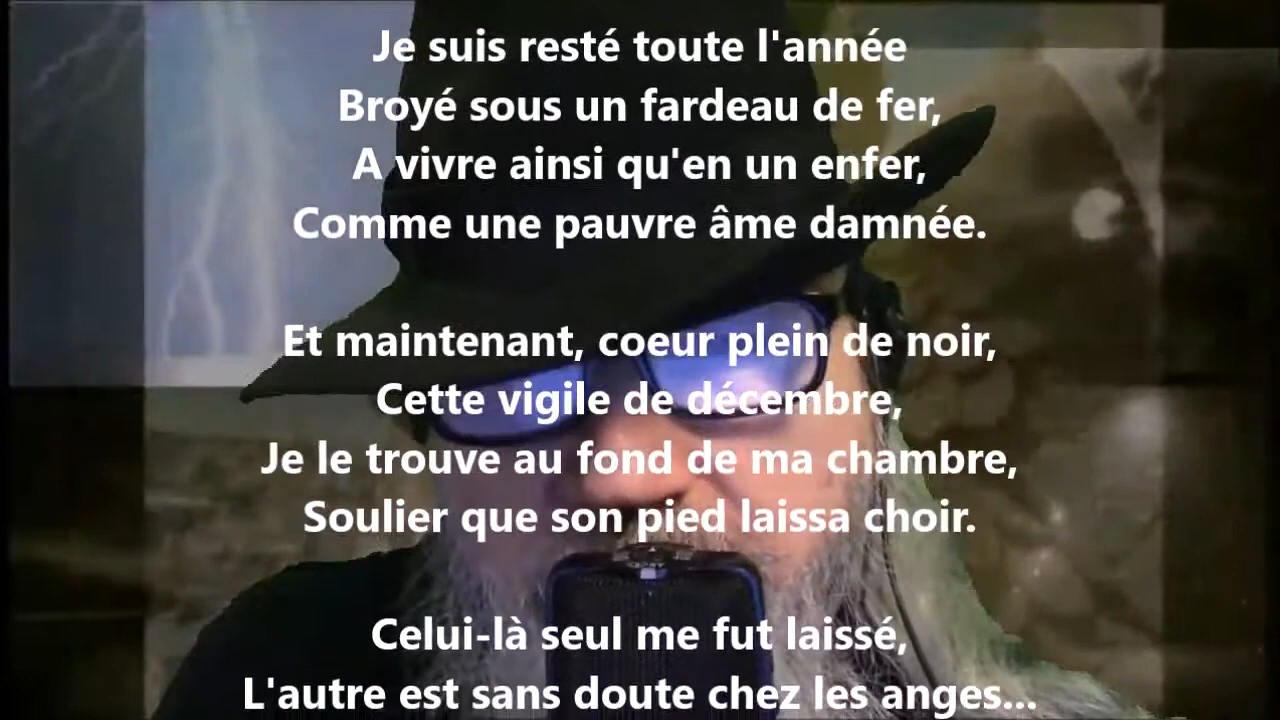 Je suis resté toute l'année
Broyé sous un fardeau de fer,
A vivre ainsi qu'en un enfer,
Comme une pauvre âme damnée.
Et maintenant, coeur plein de noir,
Cette vigile de décembre,
Je le trouve au fond de ma chambre,
Soulier que son pied laissa choir.
Celui-là seul me fut laissé,
L'autre est sans doute chez les anges...